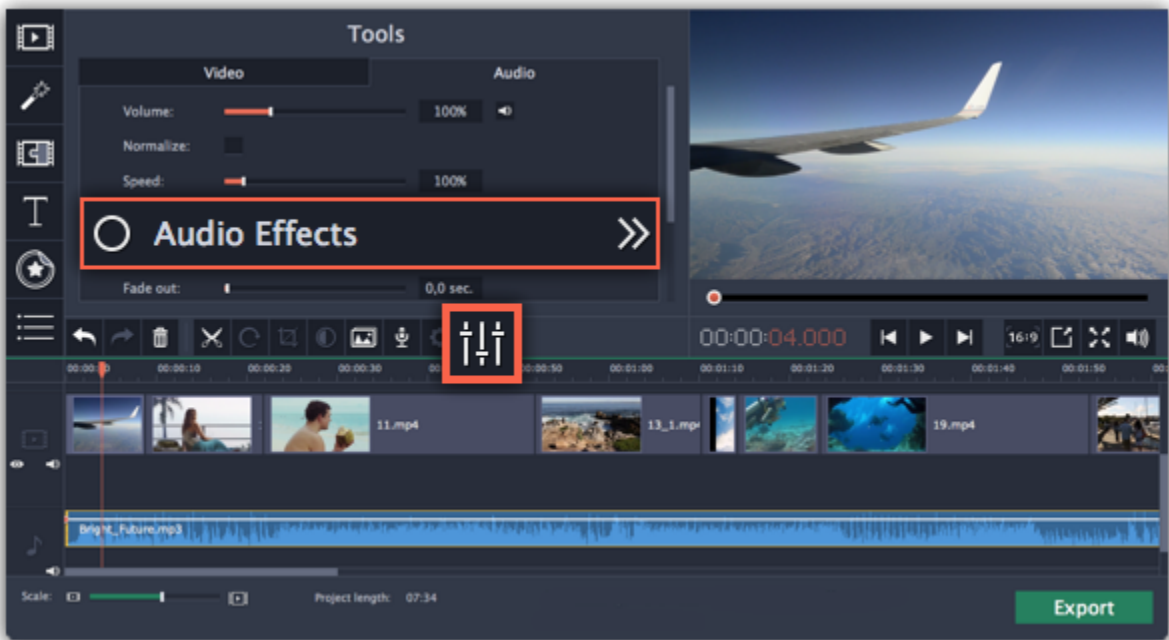 Tools
Video
Audio
Volume:
100%
Normalize:
Speed:
100%
Audio Effects
Fade out:
0,0 sec.
T
00:00:04.000
16:9
00:00:10
00:00:20
00:00:30
00:00:50
00:01:00
00:01:10
00:01:20
00:01:30
00:01:40
00:01:50
11.mp4
13_1.mp
19.mp4
Bright_Future.mp3
Scale:
Project length: 07:34
Export